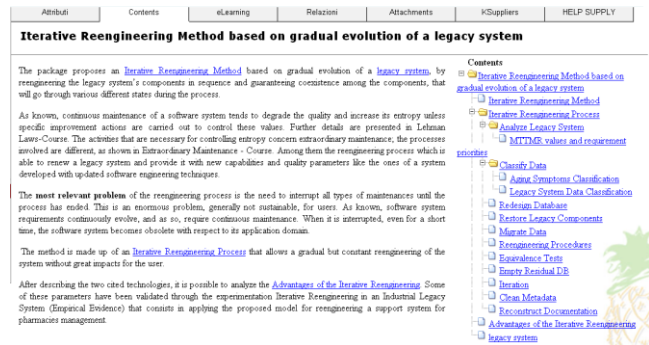 Attributi Contents eLearning Relazioni Attachments KSuppliers HELP SUPPLY
Iterative Reengineering Method based on gradual evolution of a legacy system
The package proposes an Iterative Reengineering Method based on gradual evolution of a legacy system, by
reengineering the legacy system's components in sequence and guaranteeing coexistence among the components, that
will go through various different states during the process.
As known, continuous maintenance of a software system tends to degrade the quality and increase its entropy unless
specific improvement actions are carried out to control these values. Further details are presented in Lehman
Laws-Course. The activities that are necessary for controlling entropy concern extraordinary maintenance; the processes
involved are different, as shown in Extraordinary Maintenance - Course. Among them the reengineering process which is
able to renew a legacy system and provide it with new capabilities and quality parameters like the ones of a system
developed with updated software engineering techniques.
The most relevant problem of the reengineering process is the need to interrupt all types of maintenances until the
process has ended. This is an enormous problem, generally not sustainable, for users. As known, software system
requirements continuously evolve, and as so, require continuous maintenance. When it is interrupted, even for a short
time, the software system becomes obsolete with respect to its application domain.
The method is made up of an Iterative Reengineering Process that allows a gradual but constant reengineering of the
system without great impacts for the user.
After describing the two cited technologies, it is possible to analyze the Advantages of the Iterative Reengineering. Some
of these parameters have been validated through the experimentation Iterative Reengineering in an Industrial Legacy
System (Empirical Evidence) that consists in applying the proposed model for reengineering a support system for
pharmacies management.
Contents
Iterative Reengineering Method based on
gradual evolution of a legacy system
Iterative Reengineering Method
Iterative Reengineering Process
Analyze Legacy System
MTTMR values and requirement
priorities
Classify Data
Aging Symptoms Classification
Legacy System Data Classification
Redesign Database
Restore Legacy Components
Migrate Data
Reengineering Procedures
Equivalence Tests
Empty Residual DB
Iteration
Clean Metadata
Reconstruct Documentation
Advantages of the Iterative Reengineering
legacy system